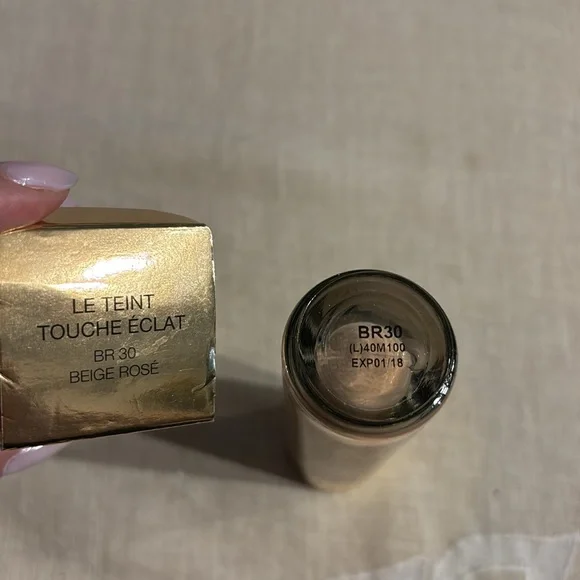 LE TEINT
TOUCHE ÉCLAT
BR 30
BEIGE ROSÉ
BR30
(L)40M100
EXP01/18